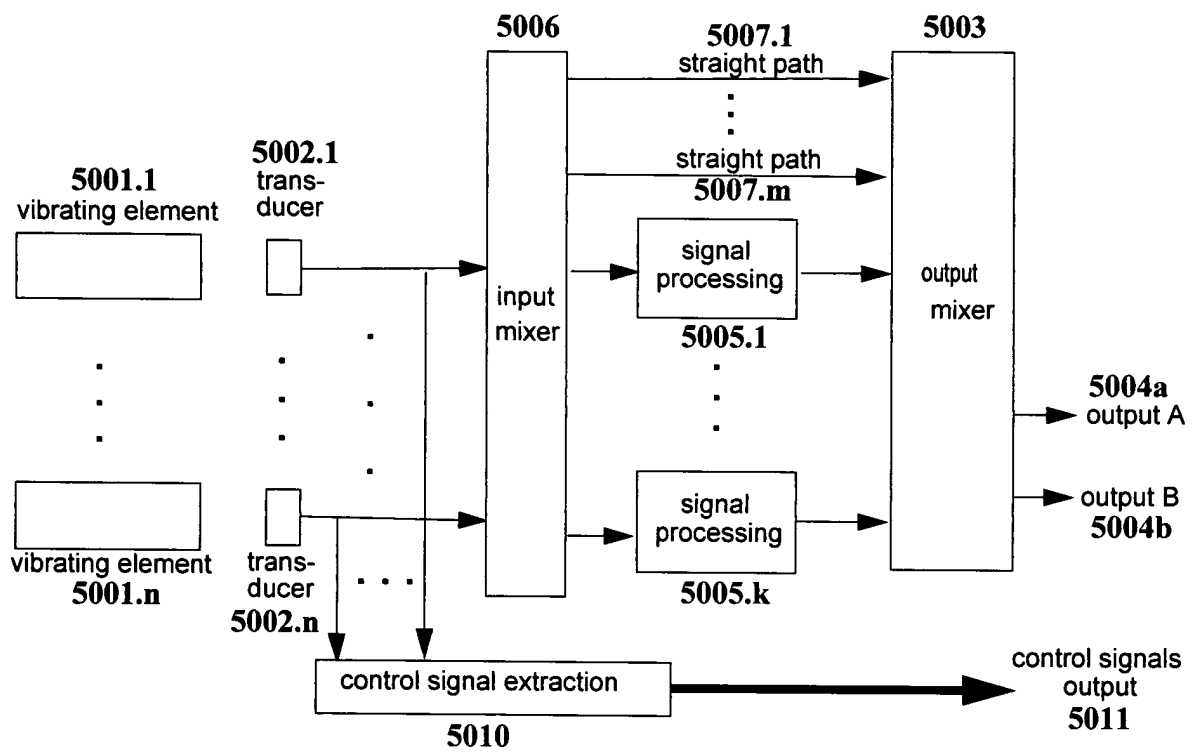 5006
5007.1
straight path
5003
straight path
5007.m
5002.1
trans-
ducer
5001.1
vibrating element
signal
processing
5005.1
input
mixer
output
mixer
5004a
output A
output B
5004b
signal
processing
5005.k
vibrating element
5001.n
trans-
ducer
5002.n
control signal extraction
5010
control signals
output
5011